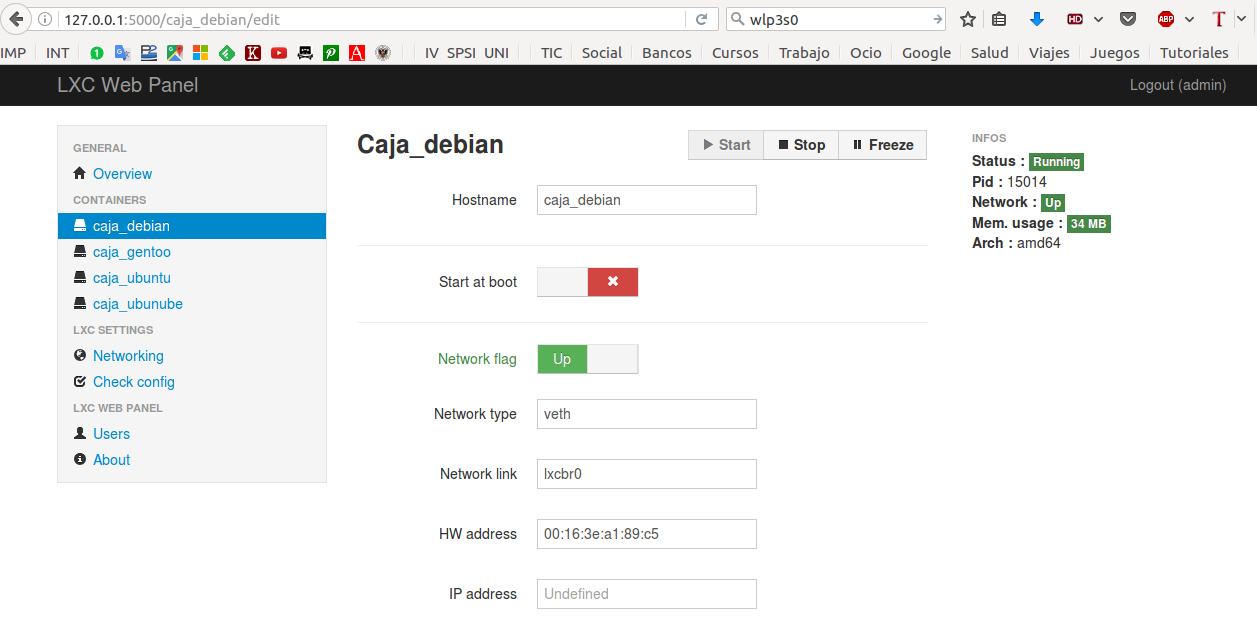 127.0.0.1:5000/caja_debian/edit
wlp3s0
HD
ABP
T
IMP INT 1 K P A IV SPSI UNI TIC Social Bancos Cursos Trabajo Ocio Google Salud Viajes Juegos Tutoriales
LXC Web Panel
Logout (admin)
GENERAL
Overview
CONTAINERS
caja_debian
caja_gentoo
caja_ubuntu
caja_ubunube
LXC SETTINGS
Networking
Check config
LXC WEB PANEL
Users
About
Caja_debian
Start Stop Freeze
Hostname caja_debian
Start at boot
Network flag Up
Network type veth
Network link lxcbr0
HW address 00:16:3e:a1:89:c5
IP address Undefined
INFOS
Status : Running
Pid : 15014
Network : Up
Mem. usage : 34 MB
Arch : amd64